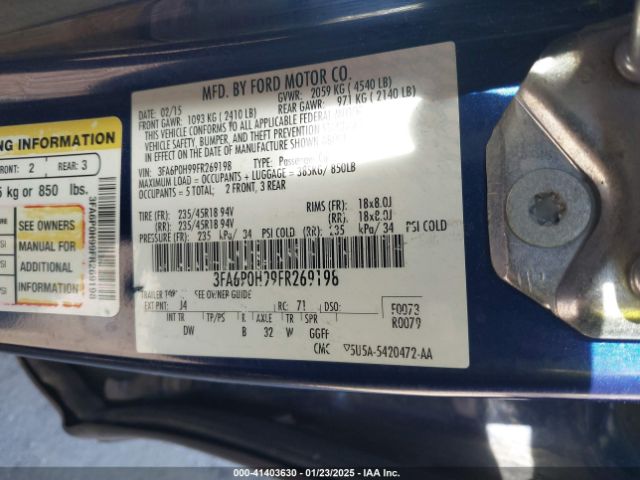 MFD. BY FORD MOTOR CO.
DATE: 02/15 GVWR: 2059 KG ( 4540 LB)
FRONT GAWR: 1093 KG ( 2410 LB) REAR GAWR: 971 KG ( 2140 LB)
THIS VEHICLE CONFORMS TO ALL APPLICABLE FEDERAL MOTOR
VEHICLE SAFETY, BUMPER, AND THEFT PREVENTION
IN EFFECT ON THE DATE OF MANUFACTURE SHOWN
VIN: 3FA6P0H99FR269198 TYPE:
MAXIMUM LOAD = OCCUPANTS + LUGGAGE = 385KG/ 850LB
OCCUPANTS = 5 TOTAL; 2 FRONT, 3 REAR
TIRE (FR): 235/45R18 94V RIMS (FR): 18x8.0J
(RR): 235/45R18 94V (RR): 18x8.0J
PRESSURE (FR): 235 kPa/ 34 PSI COLD (RR): 235 kPa/ 34 PSI COLD
3FA6P0H99FR269198
SEE OWNER GUIDE
EXT PNT: J4 RC: 71 DSO: F0073
R0079
INT TR TP/PS R AXLE TR SPR
DW B 32 W GGFF
CMC 5U5A-5420472-AA
NG INFORMATION
FRONT: 2 REAR: 3
5 kg or 850 lbs.
SEE OWNERS
MANUAL FOR
ADDITIONAL
INFORMATION
3FA6P0H99FR269198
000-41403630 - 01/23/2025 - IAAI.com